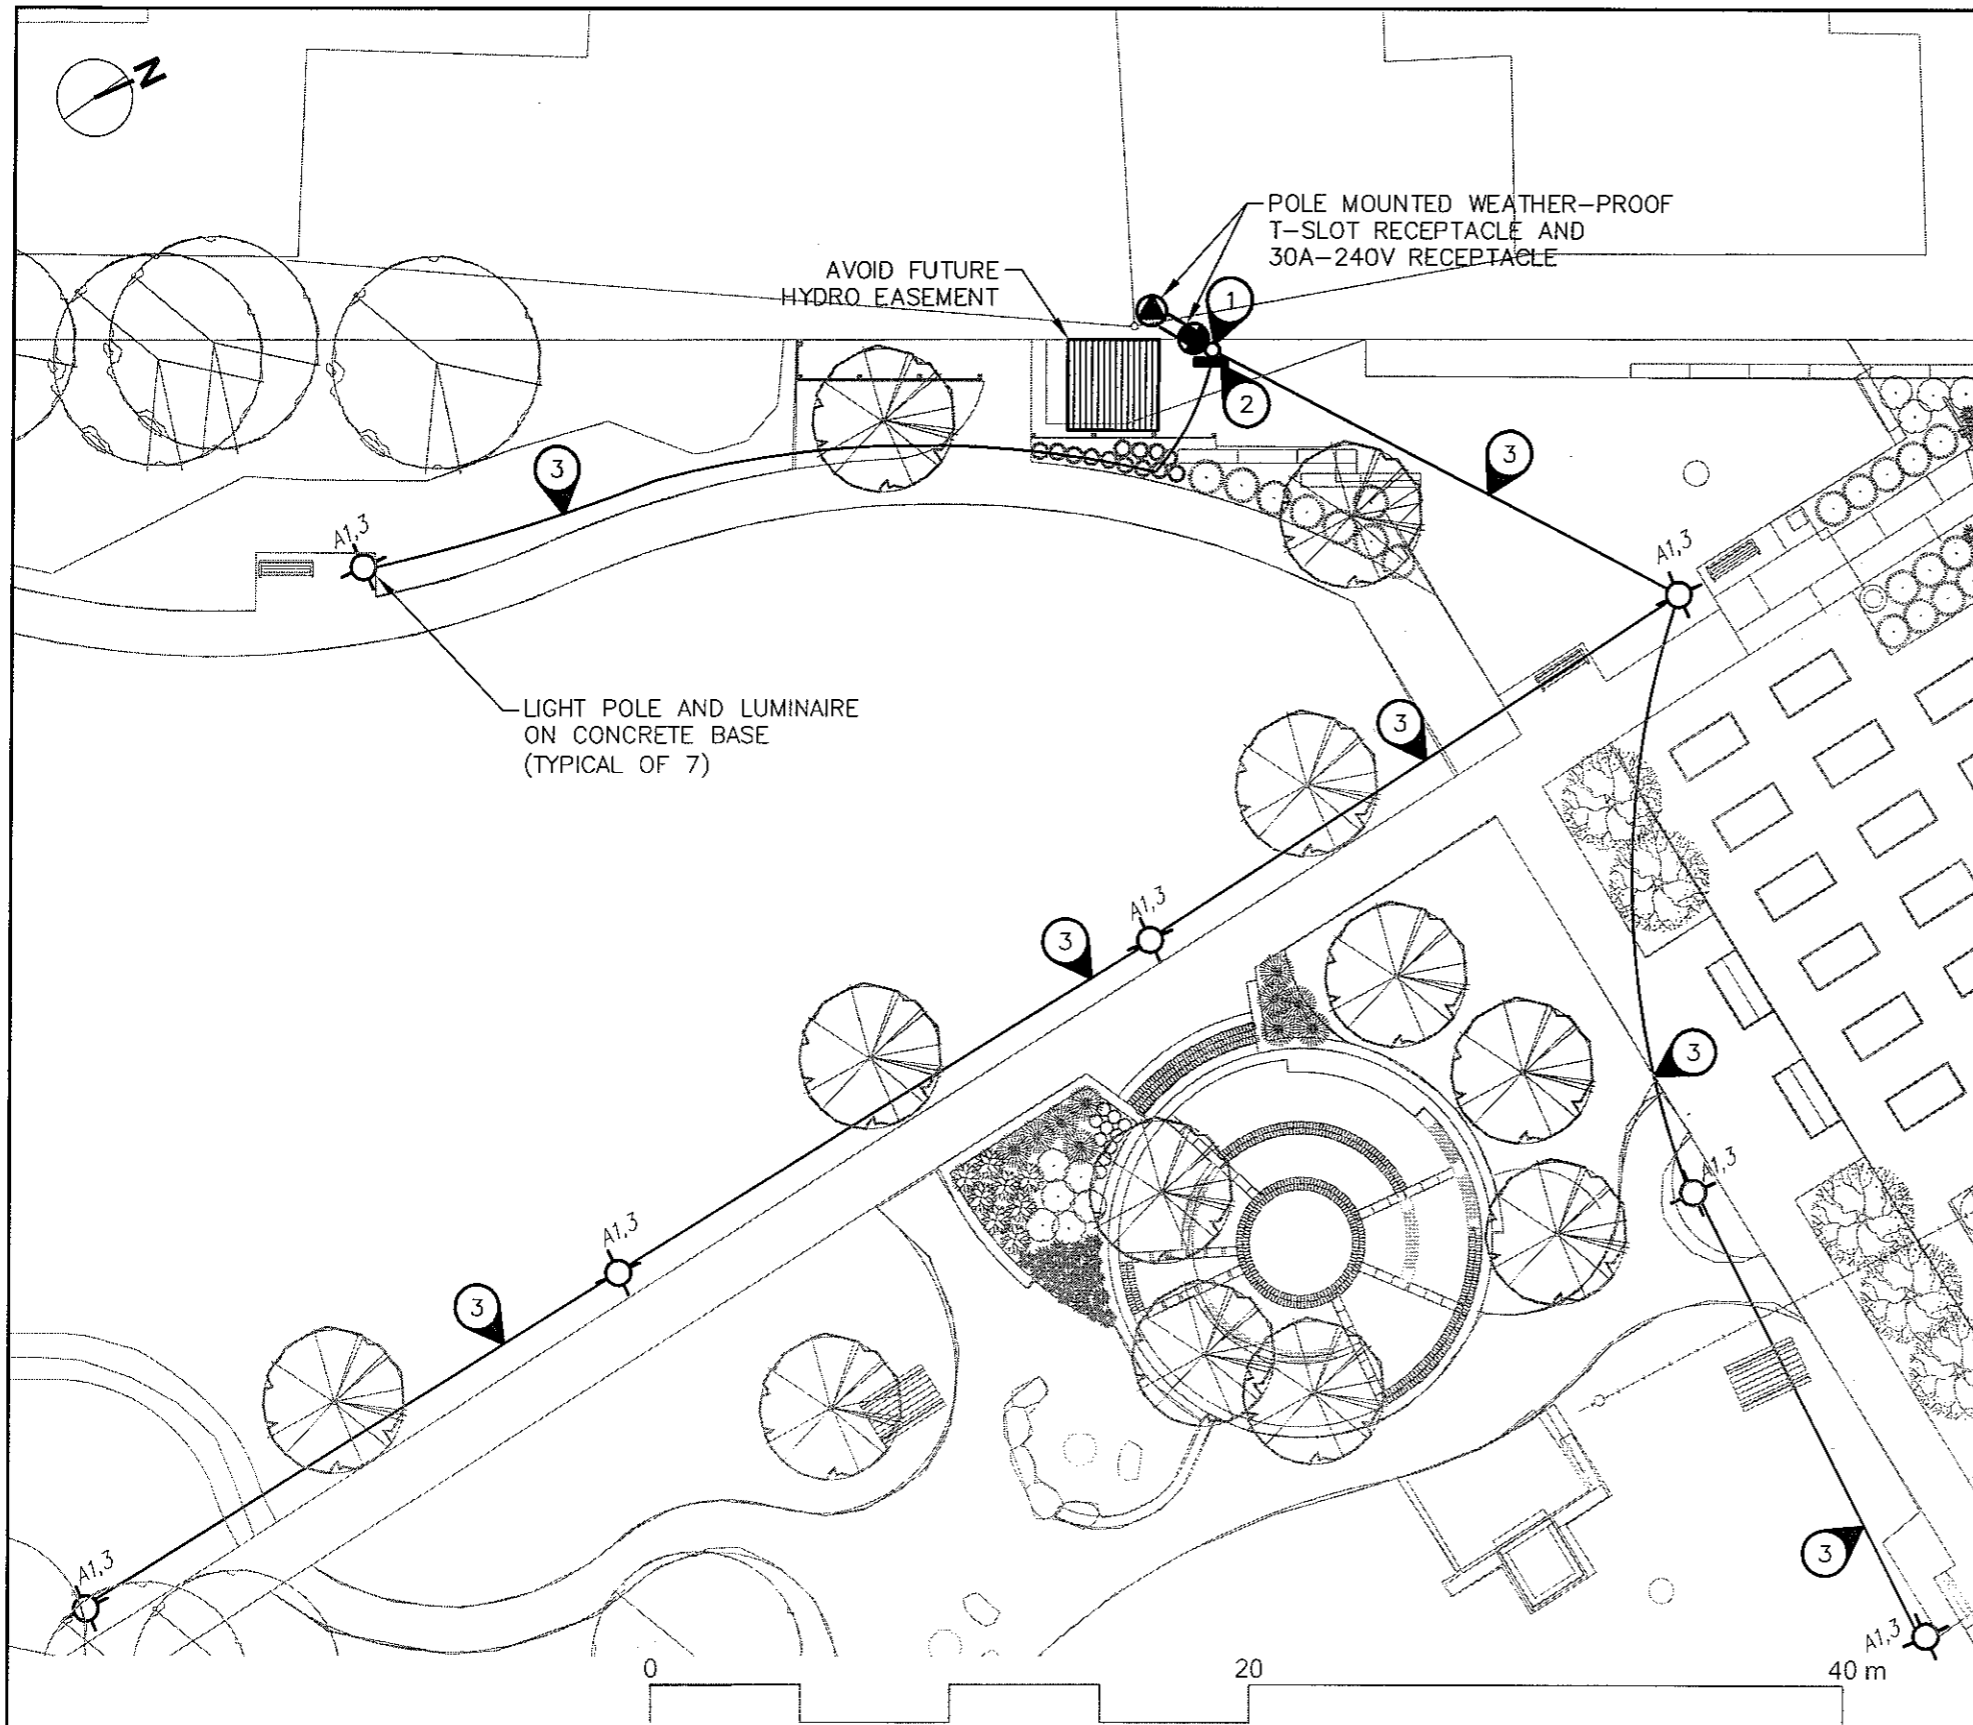 N
POLE MOUNTED WEATHER-PROOF
T-SLOT RECEPTACLE AND
30A-240V RECEPTACLE
AVOID FUTURE
HYDRO EASEMENT
1
2
3
3
A1,3
A1,3
LIGHT POLE AND LUMINAIRE
ON CONCRETE BASE
(TYPICAL OF 7)
3
A1,3
3
3
A1,3
A1,3
3
3
A1,3
A1,3
0
20
40 m